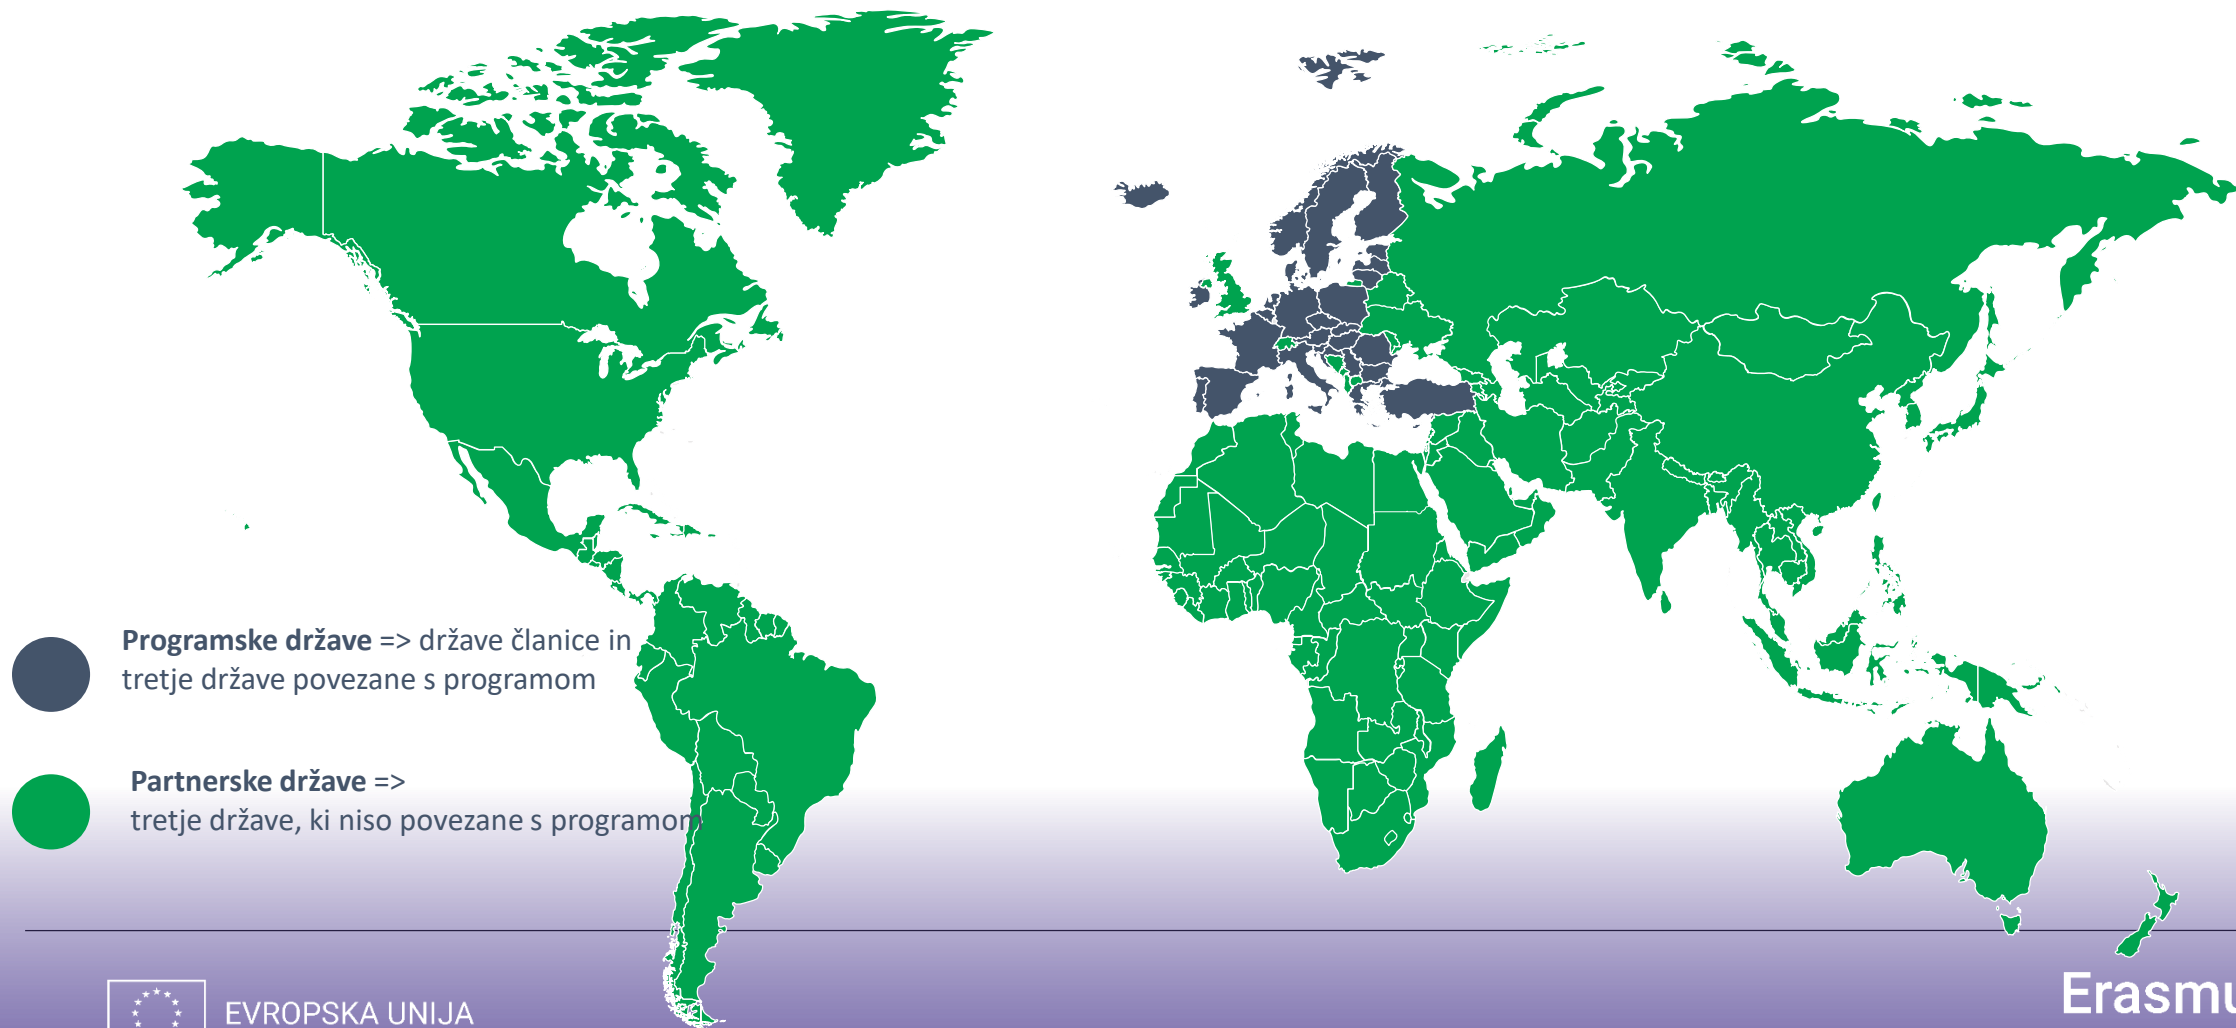 Programske države => države članice in
tretje države povezane s programom
Partnerske države =>
tretje države, ki niso povezane s programom
EVROPSKA UNIJA
Erasmu